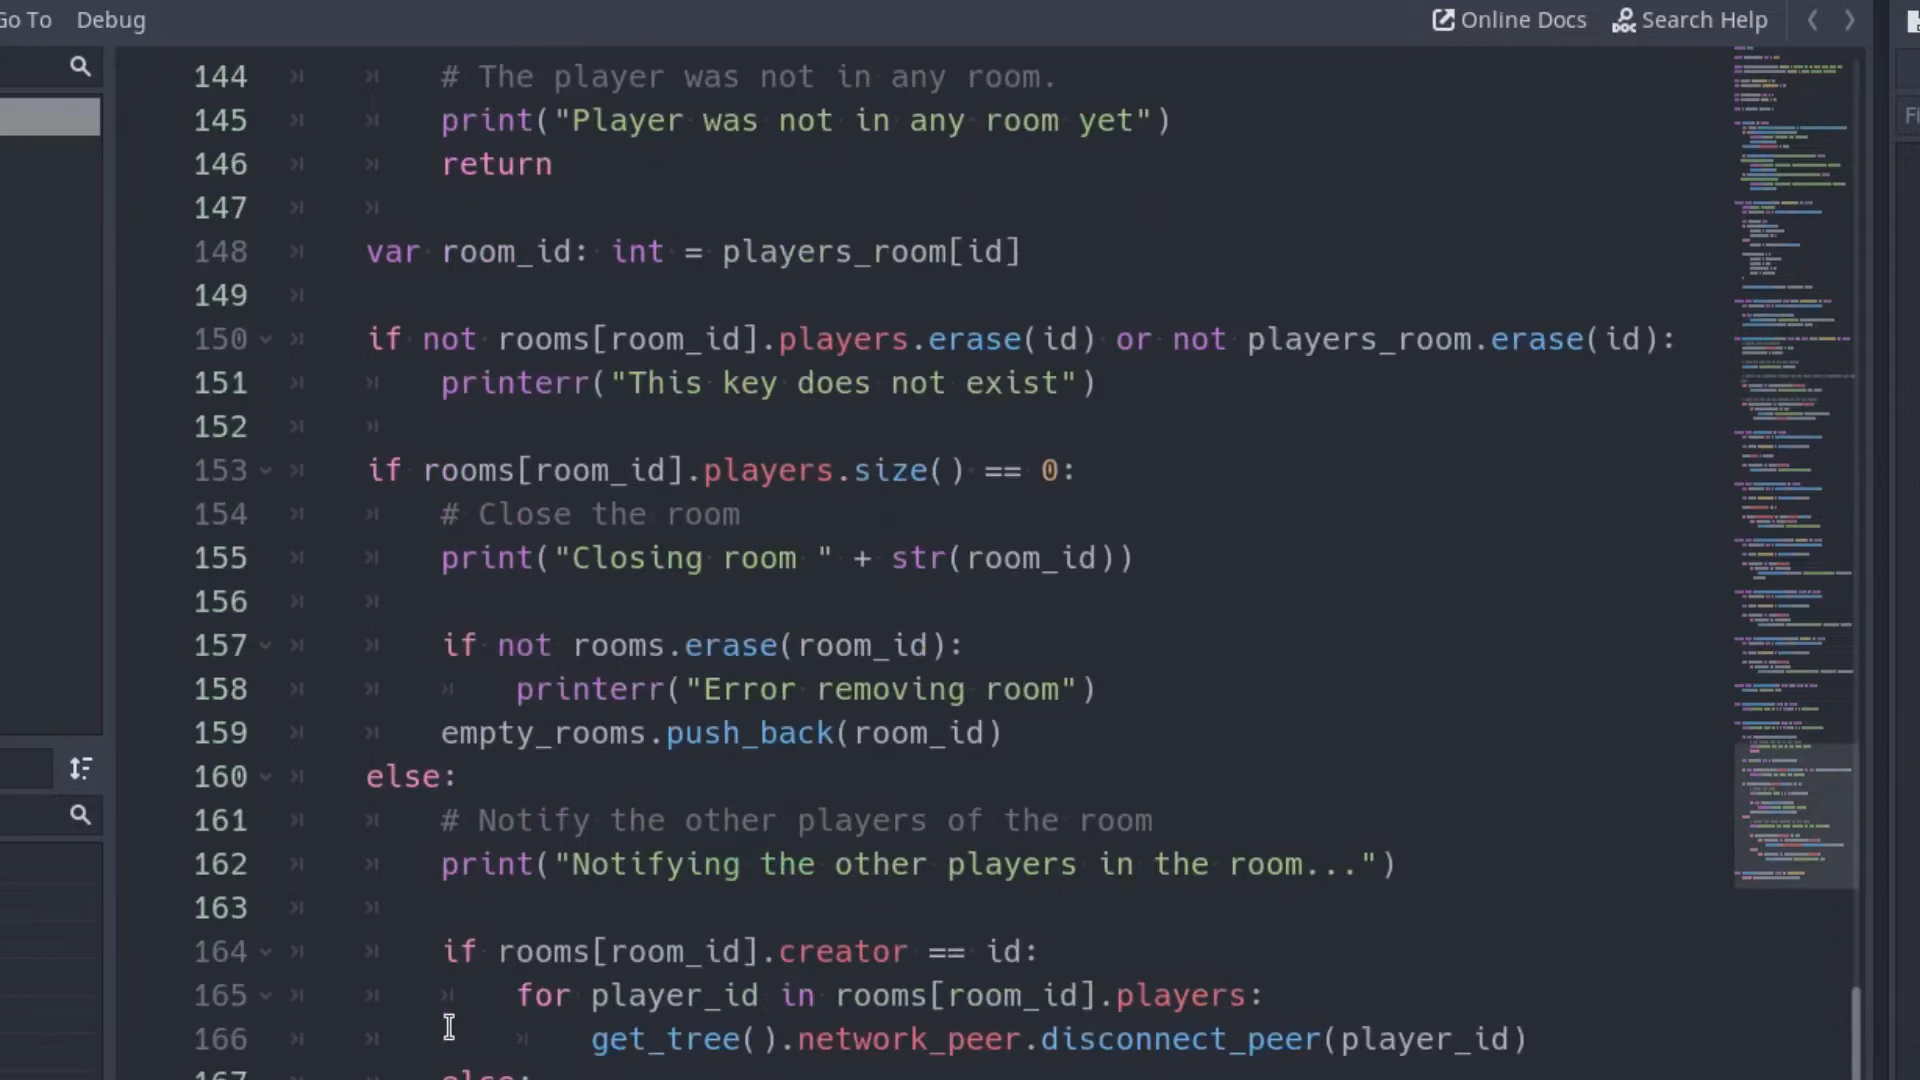 Go To Debug Online Docs Search Help
144 # The player was not in any room.
145 print("Player was not in any room yet")
146 return
147
148 var room_id: int = players_room[id]
149
150 if not rooms[room_id].players.erase(id) or not players_room.erase(id):
151 printerr("This key does not exist")
152
153 if rooms[room_id].players.size() == 0:
154 # Close the room
155 print("Closing room " + str(room_id))
156
157 if not rooms.erase(room_id):
158 printerr("Error removing room")
159 empty_rooms.push_back(room_id)
160 else:
161 # Notify the other players of the room
162 print("Notifying the other players in the room...")
163
164 if rooms[room_id].creator == id:
165 for player_id in rooms[room_id].players:
166 get_tree().network_peer.disconnect_peer(player_id)
167 else: